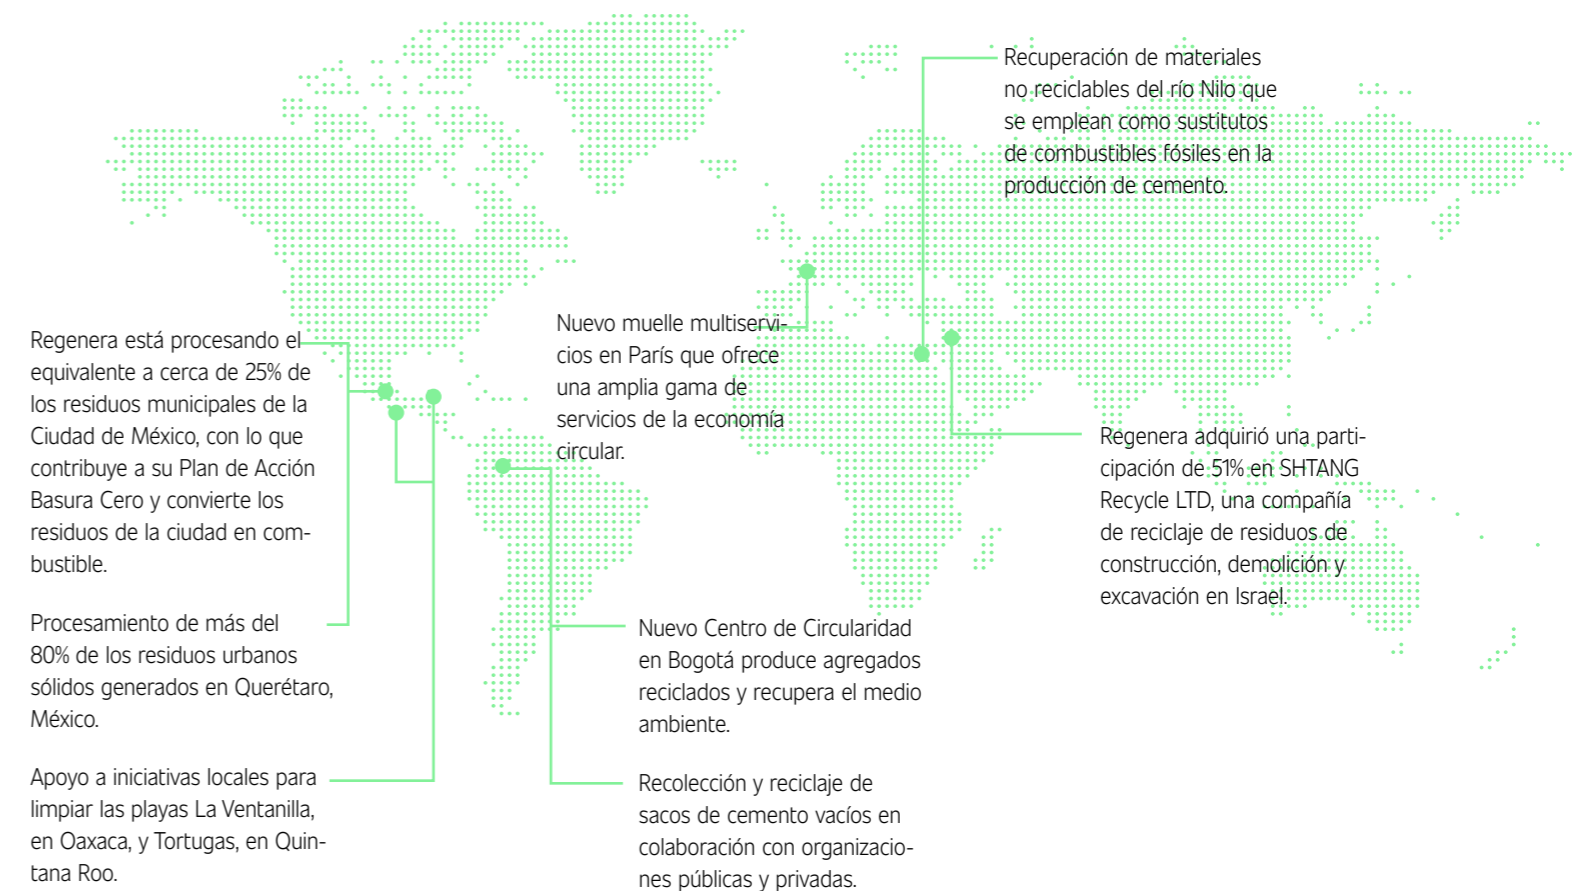 Recuperación de materiales
no reciclables del río Nilo que
se emplean como sustitutos
de combustibles fósiles en la
producción de cemento.
Regenera está procesando el
equivalente a cerca de 25% de
los residuos municipales de la
Ciudad de México, con lo que
contribuye a su Plan de Acción
Basura Cero y convierte los
residuos de la ciudad en com-
bustible.
Procesamiento de más del
80% de los residuos urbanos
sólidos generados en Querétaro,
México.
Apoyo a iniciativas locales para
limpiar las playas La Ventanilla,
en Oaxaca, y Tortugas, en Quin-
tana Roo.
Nuevo muelle multiservi-
cios en París que ofrece
una amplia gama de
servicios de la economía
circular.
Nuevo Centro de Circularidad
en Bogotá produce agregados
reciclados y recupera el medio
ambiente.
Recolección y reciclaje de
sacos de cemento vacíos en
colaboración con organizacio-
nes públicas y privadas.
Regenera adquirió una parti-
cipación de 51% en SHTANG
Recycle LTD, una compañía
de reciclaje de residuos de
construcción, demolición y
excavación en Israel.